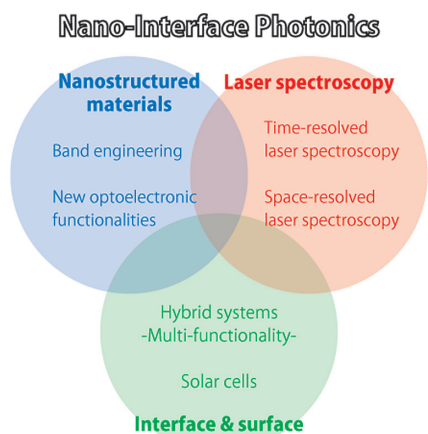 Nano-Interface Photonics
Nanostructured
materials
Band engineering
New optoelectronic
functionalities
Laser spectroscopy
Time-resolved
laser spectroscopy
Space-resolved
laser spectroscopy
Hybrid systems
-Multi-functionality-
Solar cells
Interface & surface